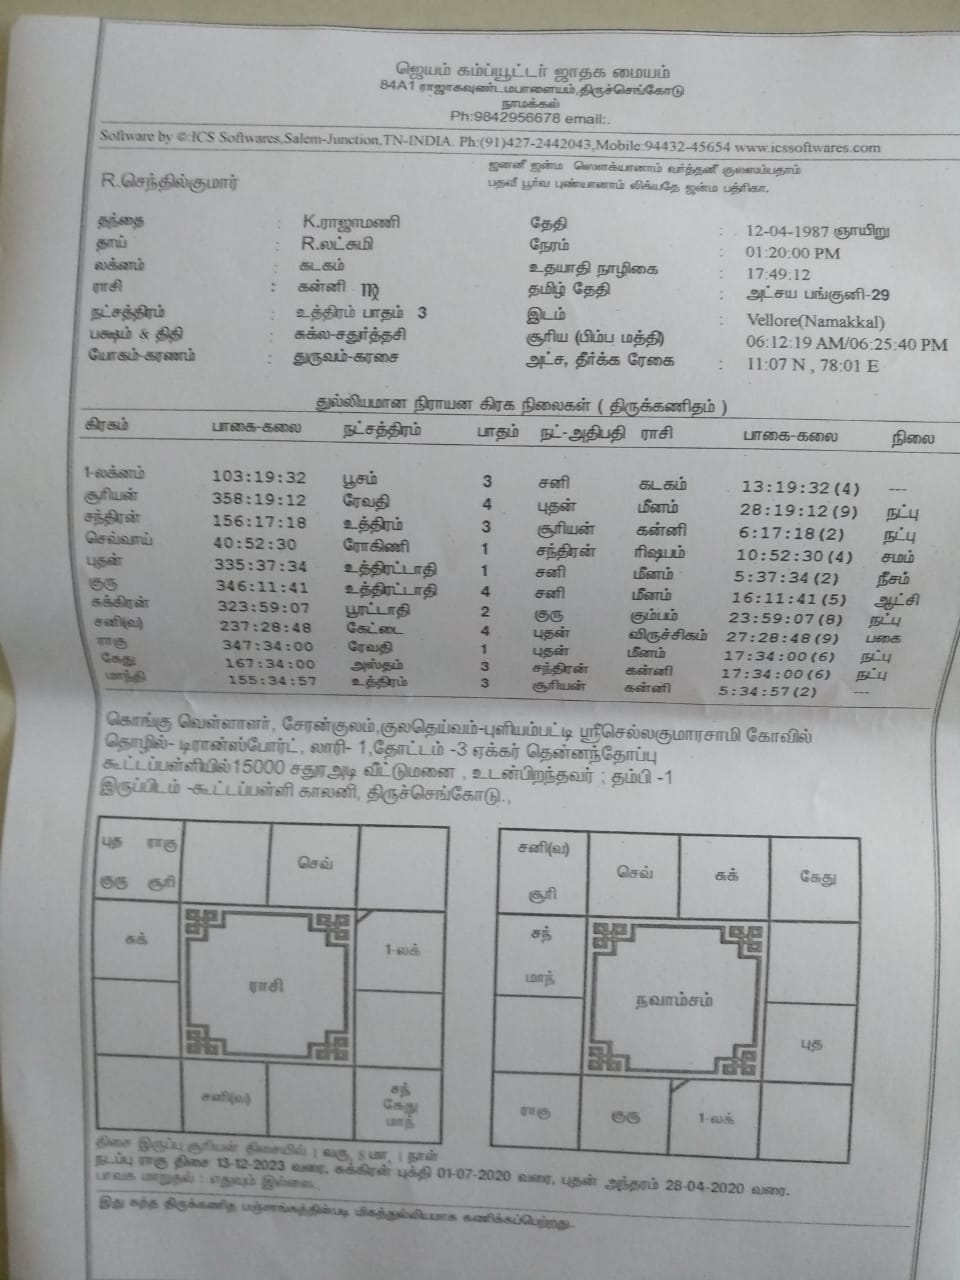 ஜெயம் கம்ப்யூட்டர் ஜாதக மையம்
84A1 ராஜாகவுண்டம்பாளையம்,திருச்செங்கோடு
நாமக்கல்
Ph:9842956678 email:.
Software by ©:ICS Softwares,Salem-Junction,TN-INDIA. Ph:(91)427-2442043,Mobile:94432-45654 www.icssoftwares.com
ஜனனீ ஜன்ம ஸௌக்யானாம் வர்த்தனீ குலஸம்பதாம்
R.செந்தில்குமார் பதவீ பூர்வ புண்யானாம் லிக்யதே ஜன்ம பத்ரிகா.
தந்தை : K.ராஜாமணி தேதி : 12-04-1987 ஞாயிறு
தாய் : R.லட்சுமி நேரம் : 01:20:00 PM
லக்னம் : கடகம் உதயாதி நாழிகை : 17:49:12
ராசி : கன்னி ♍ தமிழ் தேதி : அட்சய பங்குனி-29
நட்சத்திரம் : உத்திரம் பாதம் 3 இடம் : Vellore(Namakkal)
பக்ஷம் & திதி : சுக்ல-சதுர்த்தசி சூரிய (பிம்ப மத்தி) : 06:12:19 AM/06:25:40 PM
யோகம்-கரணம் : துருவம்-கரசை அட்ச, தீர்க்க ரேகை : 11:07 N , 78:01 E
துல்லியமான நிராயன கிரக நிலைகள் ( திருக்கணிதம் )
கிரகம் பாகை-கலை நட்சத்திரம் பாதம் நட்-அதிபதி ராசி பாகை-கலை நிலை
1-லக்னம் 103:19:32 பூசம் 3 சனி கடகம் 13:19:32 (4) ---
சூரியன் 358:19:12 ரேவதி 4 புதன் மீனம் 28:19:12 (9) நட்பு
சந்திரன் 156:17:18 உத்திரம் 3 சூரியன் கன்னி 6:17:18 (2) நட்பு
செவ்வாய் 40:52:30 ரோகிணி 1 சந்திரன் ரிஷபம் 10:52:30 (4) சமம்
புதன் 335:37:34 உத்திரட்டாதி 1 சனி மீனம் 5:37:34 (2) நீசம்
குரு 346:11:41 உத்திரட்டாதி 4 சனி மீனம் 16:11:41 (5) ஆட்சி
சுக்கிரன் 323:59:07 பூரட்டாதி 2 குரு கும்பம் 23:59:07 (8) நட்பு
சனி(வ) 237:28:48 கேட்டை 4 புதன் விருச்சிகம் 27:28:48 (9) பகை
ராகு 347:34:00 ரேவதி 1 புதன் மீனம் 17:34:00 (6) நட்பு
கேது 167:34:00 அஸ்தம் 3 சந்திரன் கன்னி 17:34:00 (6) நட்பு
மாந்தி 155:34:57 உத்திரம் 3 சூரியன் கன்னி 5:34:57 (2) ---
கொங்கு வெள்ளாளர், சேரன்குலம்,குலதெய்வம்-புளியம்பட்டி ஸ்ரீசெல்லகுமாரசாமி கோவில்
தொழில்- டிரான்ஸ்போர்ட், லாரி- 1,தோட்டம் -3 ஏக்கர் தென்னந்தோப்பு
கூட்டப்பள்ளியில்15000 சதுரஅடி வீட்டுமனை , உடன்பிறந்தவர் ; தம்பி -1
இருப்பிடம் -கூட்டப்பள்ளி காலனி, திருச்செங்கோடு.,
புத ராகு
குரு சூரி
செவ்
சுக்
1-லக்
ராசி
சனி(வ)
சந்
கேது
மாந்
சனி(வ)
சூரி
செவ்
சுக்
கேது
சந்
மாந்
நவாம்சம்
புத
ராகு
குரு
1-லக்
திசை இருப்பு சூரியன் திசையில் 1 வரு, 8 மா, 1 நாள்
நடப்பு ராகு திசை 13-12-2023 வரை, சுக்கிரன் புக்தி 01-07-2020 வரை, புதன் அந்தரம் 28-04-2020 வரை.
பாவக மாறுதல் : எதுவும் இல்லை.
இது சுத்த திருக்கணித பஞ்சாங்கத்தின்படி மிகத்துல்லியமாக கணிக்கப்பெற்றது.